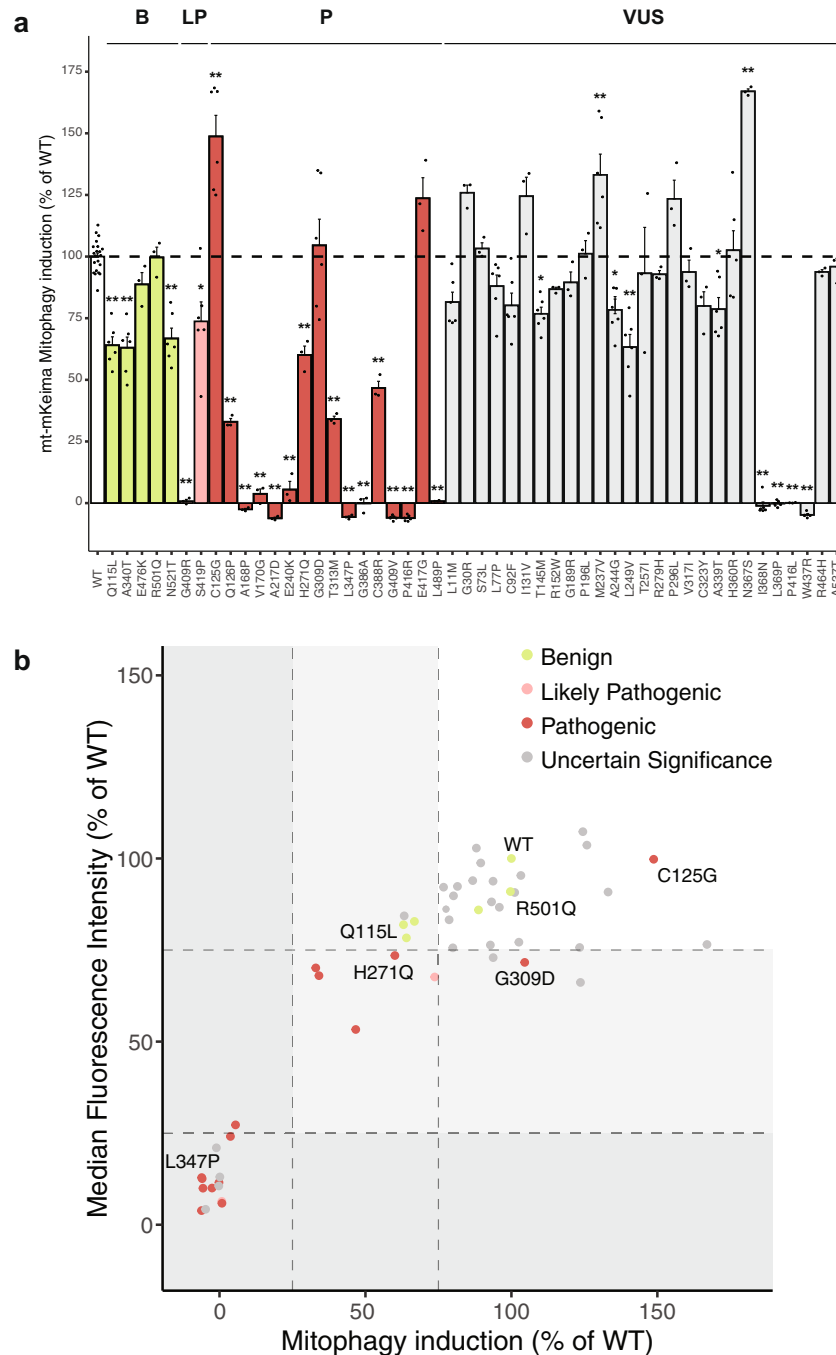 a
B LP P VUS
mt-mKeima Mitophagy induction (% of WT)
175
150
125
100
75
50
25
0
** ** ** ** ** * ** ** ** ** ** ** ** ** ** ** ** ** ** ** ** * ** * ** * ** ** ** ** **
WT Q115L A340T E476K R501Q N521T G409R S419P C125G Q126P A168P V170G A217D E240K H271Q G309D T313M L347P G386A C388R G409V P416R E417G L489P L11M G30R S73L L77P C92F I131V T145M R152W G189R P196L M237V A244G L249V T257I R279H P296L V317I C323Y A339T H360R N367S I368N L369P P416L W437R R464H A537T
b
Median Fluorescence Intensity (% of WT)
150
100
50
0
Benign
Likely Pathogenic
Pathogenic
Uncertain Significance
WT
C125G
R501Q
Q115L
H271Q
G309D
L347P
0 50 100 150
Mitophagy induction (% of WT)